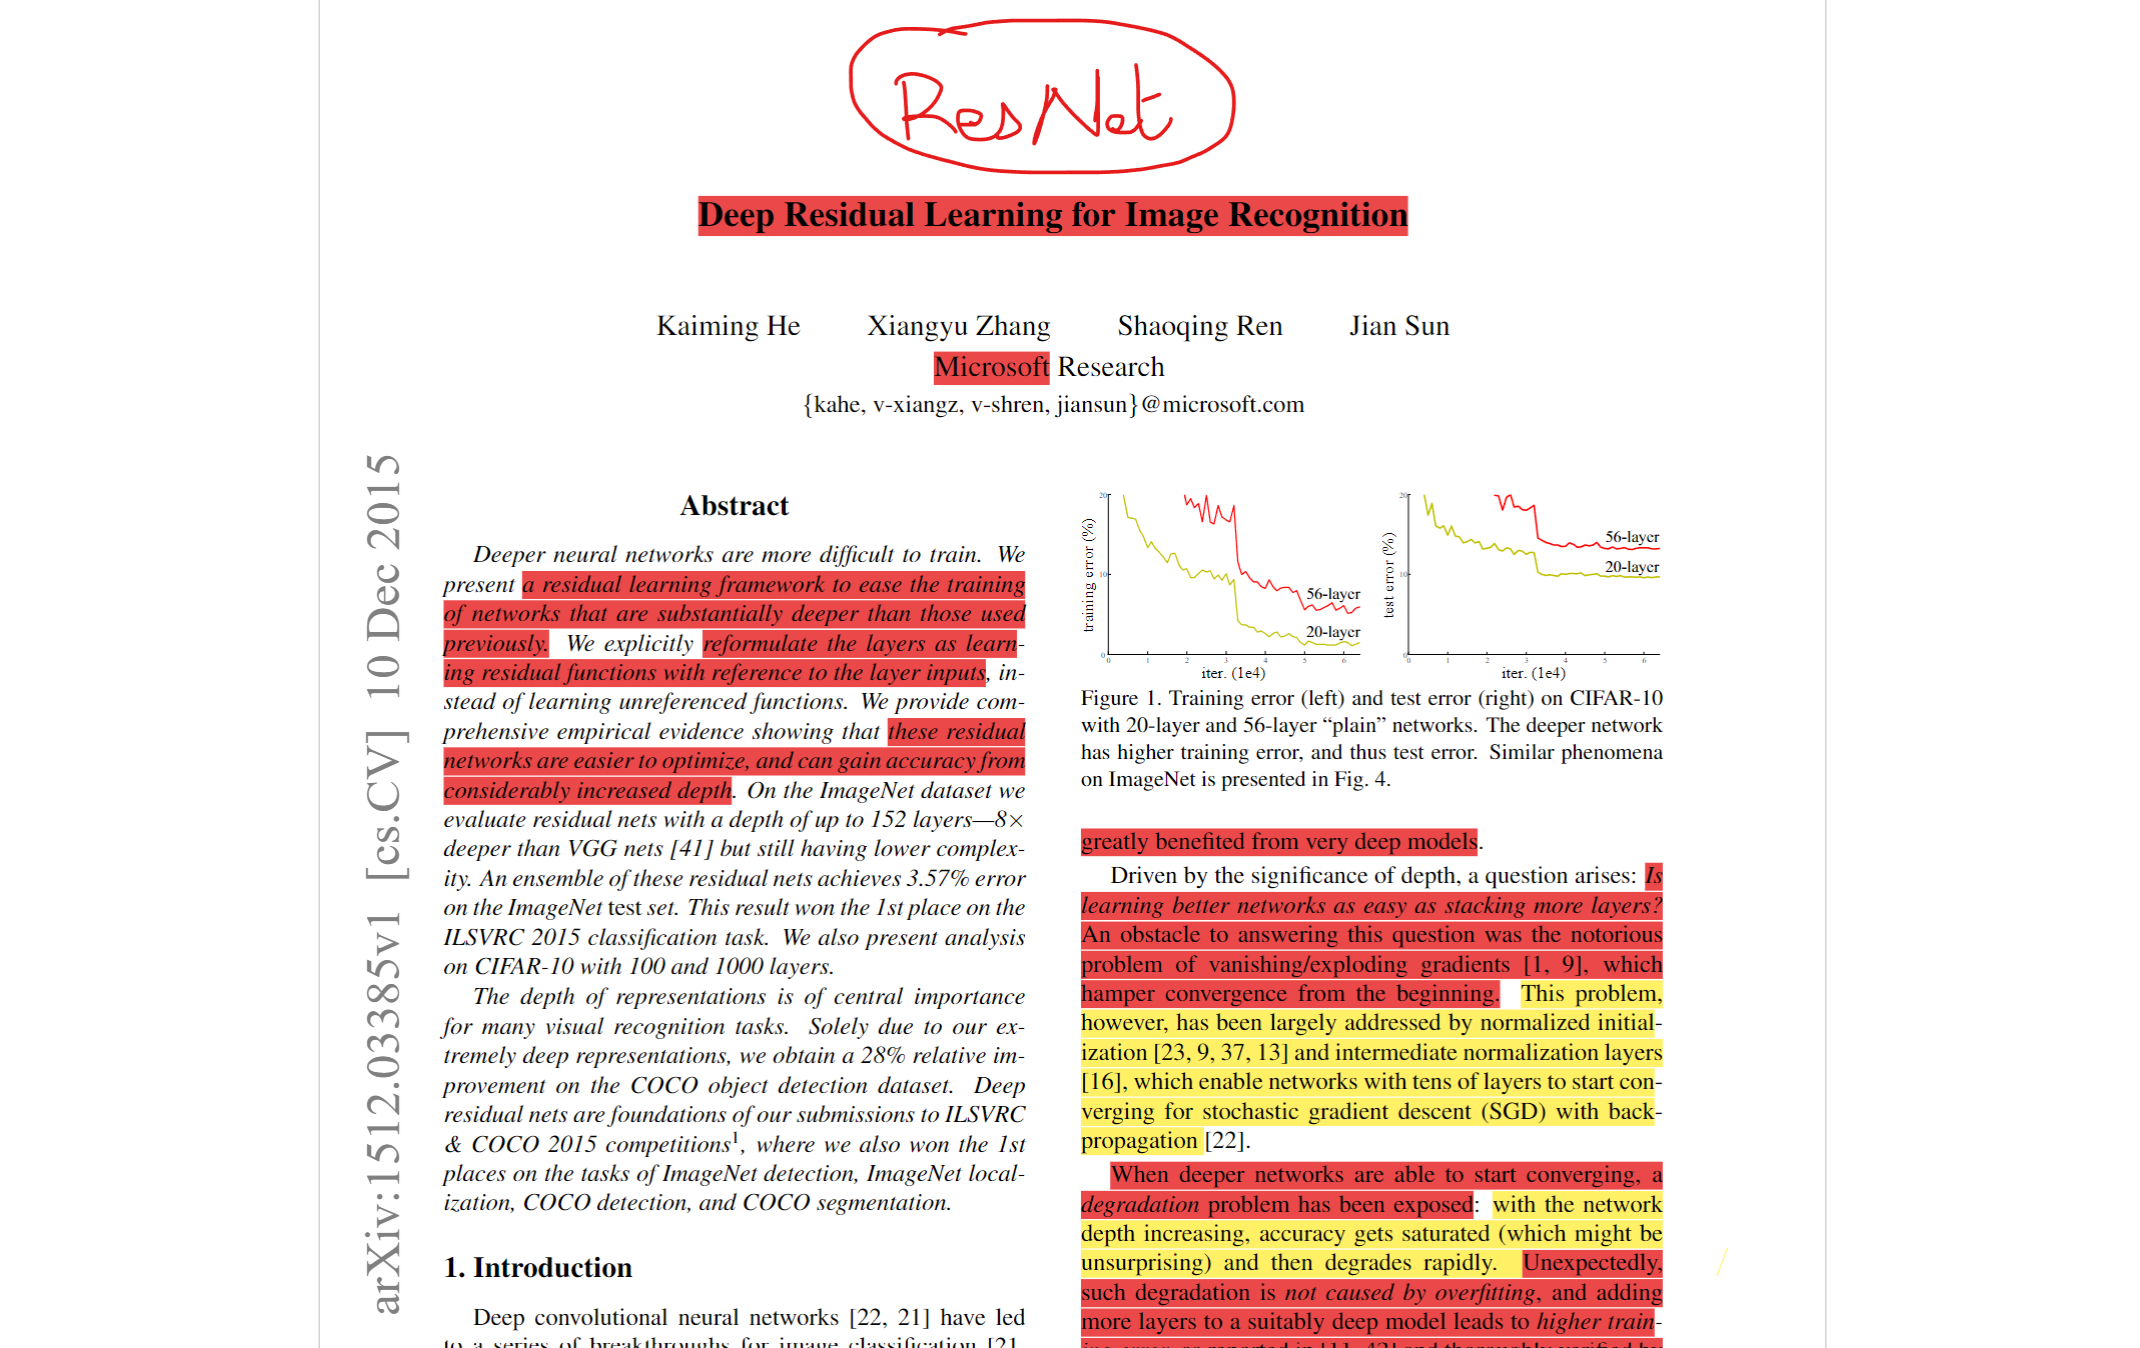 ResNet
Deep Residual Learning for Image Recognition
Kaiming He Xiangyu Zhang Shaoqing Ren Jian Sun
Microsoft Research
{kahe, v-xiangz, v-shren, jiansun}@microsoft.com
arXiv:1512.03385v1 [cs.CV] 10 Dec 2015
Abstract
Deeper neural networks are more difficult to train. We
present a residual learning framework to ease the training
of networks that are substantially deeper than those used
previously. We explicitly reformulate the layers as learn-
ing residual functions with reference to the layer inputs, in-
stead of learning unreferenced functions. We provide com-
prehensive empirical evidence showing that these residual
networks are easier to optimize, and can gain accuracy from
considerably increased depth. On the ImageNet dataset we
evaluate residual nets with a depth of up to 152 layers—8×
deeper than VGG nets [41] but still having lower complex-
ity. An ensemble of these residual nets achieves 3.57% error
on the ImageNet test set. This result won the 1st place on the
ILSVRC 2015 classification task. We also present analysis
on CIFAR-10 with 100 and 1000 layers.
The depth of representations is of central importance
for many visual recognition tasks. Solely due to our ex-
tremely deep representations, we obtain a 28% relative im-
provement on the COCO object detection dataset. Deep
residual nets are foundations of our submissions to ILSVRC
& COCO 2015 competitions1, where we also won the 1st
places on the tasks of ImageNet detection, ImageNet local-
ization, COCO detection, and COCO segmentation.
1. Introduction
Deep convolutional neural networks [22, 21] have led
to a series of breakthroughs for image classification [21,
20
10
0
training error (%)
56-layer
20-layer
0 1 2 3 4 5 6
iter. (1e4)
20
10
0
test error (%)
56-layer
20-layer
0 1 2 3 4 5 6
iter. (1e4)
Figure 1. Training error (left) and test error (right) on CIFAR-10
with 20-layer and 56-layer “plain” networks. The deeper network
has higher training error, and thus test error. Similar phenomena
on ImageNet is presented in Fig. 4.
greatly benefited from very deep models.
Driven by the significance of depth, a question arises: Is
learning better networks as easy as stacking more layers?
An obstacle to answering this question was the notorious
problem of vanishing/exploding gradients [1, 9], which
hamper convergence from the beginning. This problem,
however, has been largely addressed by normalized initial-
ization [23, 9, 37, 13] and intermediate normalization layers
[16], which enable networks with tens of layers to start con-
verging for stochastic gradient descent (SGD) with back-
propagation [22].
When deeper networks are able to start converging, a
degradation problem has been exposed: with the network
depth increasing, accuracy gets saturated (which might be
unsurprising) and then degrades rapidly. Unexpectedly,
such degradation is not caused by overfitting, and adding
more layers to a suitably deep model leads to higher train-